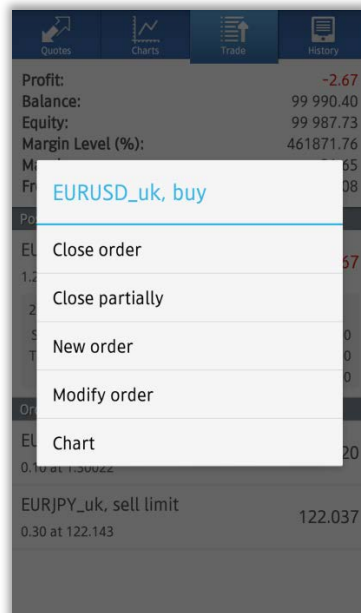 Quotes
Charts
Trade
History
Profit: -2.67
Balance: 99 990.40
Equity: 99 987.73
Margin Level (%): 461871.76
EURUSD_uk, buy
Close order
Close partially
New order
Modify order
Chart
0.10 at 1.30022
EURJPY_uk, sell limit 122.037
0.30 at 122.143